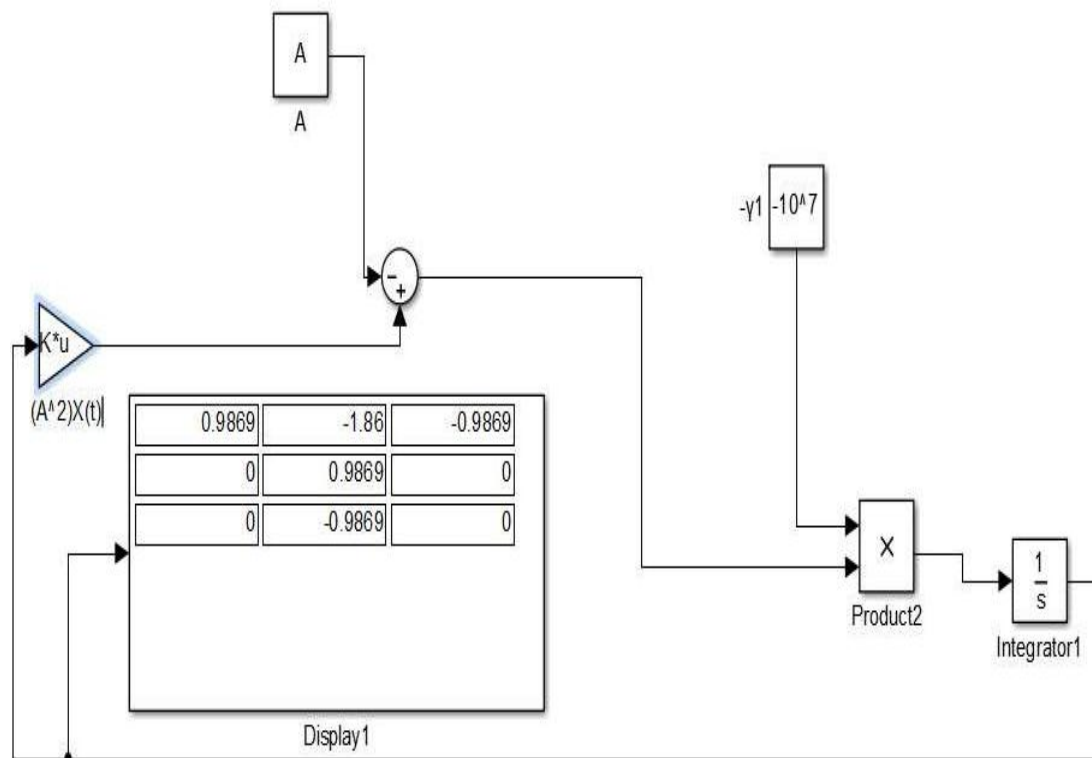 A
A
-γ1 -10^7
-
+
K*u
(A^2)X(t)
0.9869 -1.86 -0.9869
0 0.9869 0
0 -0.9869 0
Display1
×
Product2
1
s
Integrator1